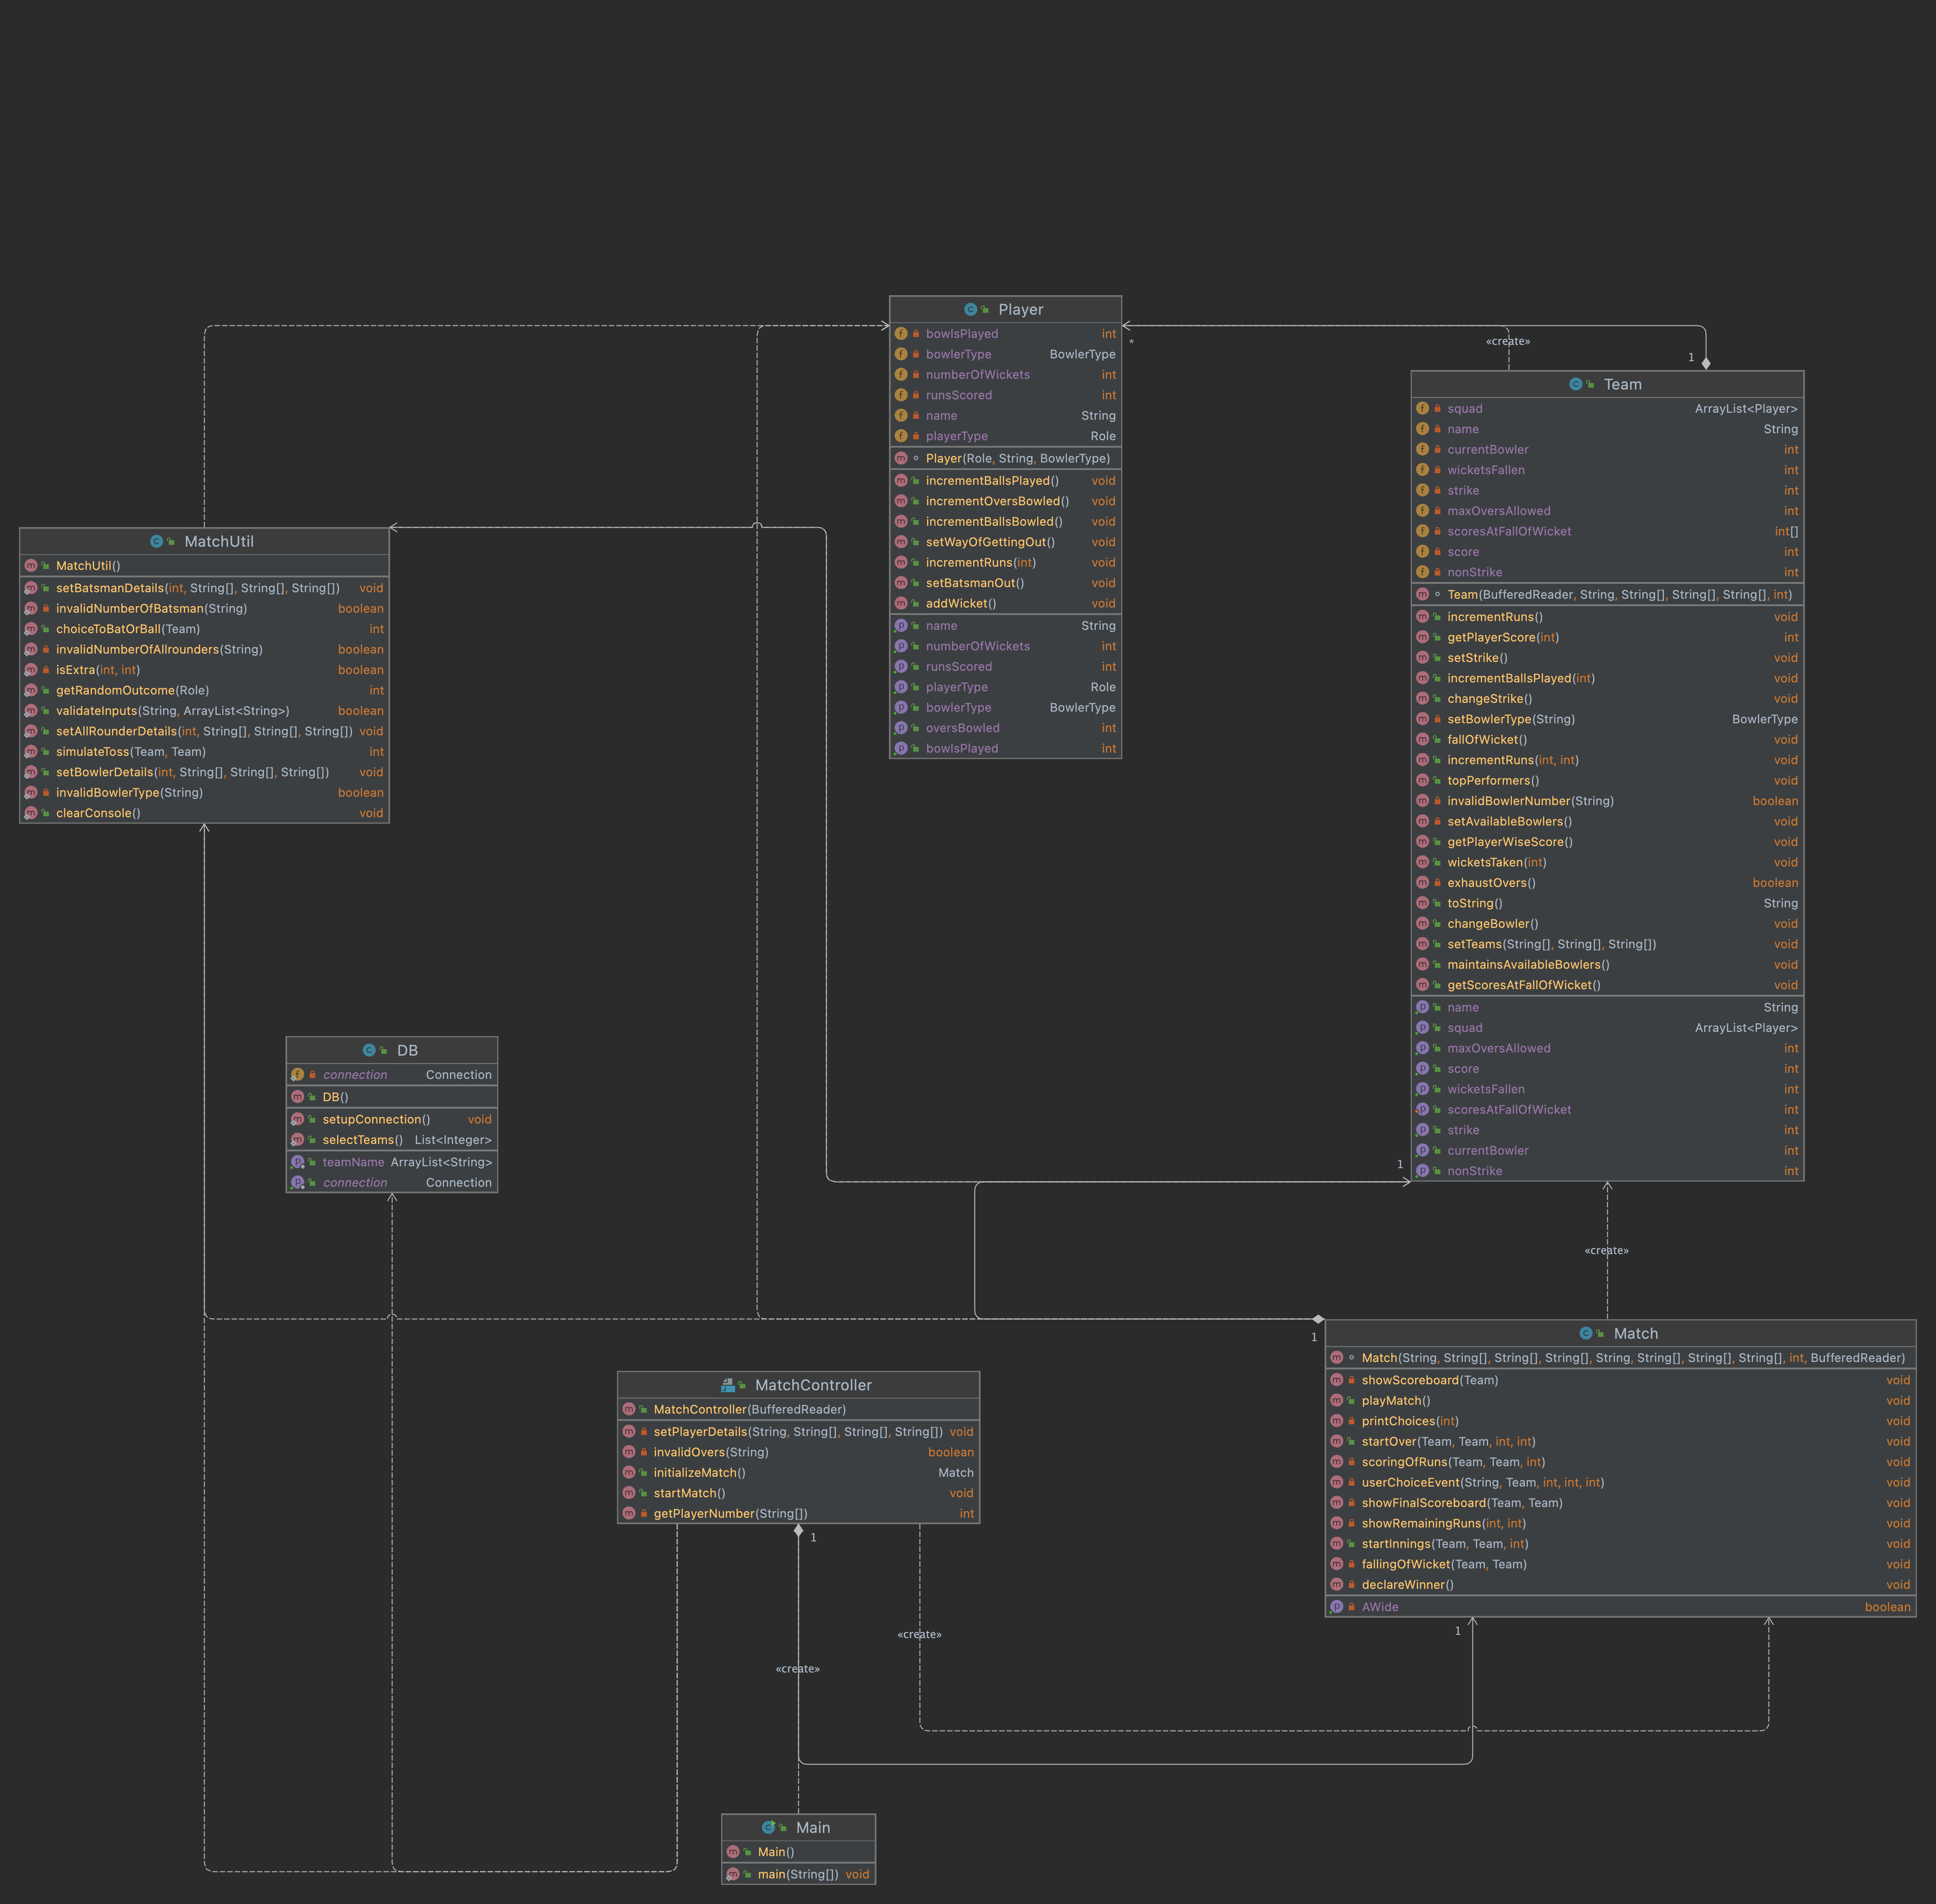 Player
bowlsPlayed int
bowlerType BowlerType
numberOfWickets int
runsScored int
name String
playerType Role
Player(Role, String, BowlerType)
incrementBallsPlayed() void
incrementOversBowled() void
incrementBallsBowled() void
setWayOfGettingOut() void
incrementRuns(int) void
setBatsmanOut() void
addWicket() void
name String
numberOfWickets int
runsScored int
playerType Role
bowlerType BowlerType
oversBowled int
bowlsPlayed int
*
«create»
1
Team
squad ArrayList<Player>
name String
currentBowler int
wicketsFallen int
strike int
maxOversAllowed int
scoresAtFallOfWicket int[]
score int
nonStrike int
Team(BufferedReader, String, String[], String[], String[], int)
incrementRuns() void
getPlayerScore(int) int
setStrike() void
incrementBallsPlayed(int) void
changeStrike() void
setBowlerType(String) BowlerType
fallOfWicket() void
incrementRuns(int, int) void
topPerformers() void
invalidBowlerNumber(String) boolean
setAvailableBowlers() void
getPlayerWiseScore() void
wicketsTaken(int) void
exhaustOvers() boolean
toString() String
changeBowler() void
setTeams(String[], String[], String[]) void
maintainsAvailableBowlers() void
getScoresAtFallOfWicket() void
name String
squad ArrayList<Player>
maxOversAllowed int
score int
wicketsFallen int
scoresAtFallOfWicket int
strike int
currentBowler int
nonStrike int
1
MatchUtil
MatchUtil()
setBatsmanDetails(int, String[], String[], String[]) void
invalidNumberOfBatsman(String) boolean
choiceToBatOrBall(Team) int
invalidNumberOfAllrounders(String) boolean
isExtra(int, int) boolean
getRandomOutcome(Role) int
validateInputs(String, ArrayList<String>) boolean
setAllRounderDetails(int, String[], String[], String[]) void
simulateToss(Team, Team) int
setBowlerDetails(int, String[], String[], String[]) void
invalidBowlerType(String) boolean
clearConsole() void
DB
connection Connection
DB()
setupConnection() void
selectTeams() List<Integer>
teamName ArrayList<String>
connection Connection
«create»
1
Match
Match(String, String[], String[], String[], String, String[], String[], String[], int, BufferedReader)
showScoreboard(Team) void
playMatch() void
printChoices(int) void
startOver(Team, Team, int, int) void
scoringOfRuns(Team, Team, int) void
userChoiceEvent(String, Team, int, int, int) void
showFinalScoreboard(Team, Team) void
showRemainingRuns(int, int) void
startInnings(Team, Team, int) void
fallingOfWicket(Team, Team) void
declareWinner() void
AWide boolean
MatchController
MatchController(BufferedReader)
setPlayerDetails(String, String[], String[], String[]) void
invalidOvers(String) boolean
initializeMatch() Match
startMatch() void
getPlayerNumber(String[]) int
1
1
«create»
«create»
Main
Main()
main(String[]) void